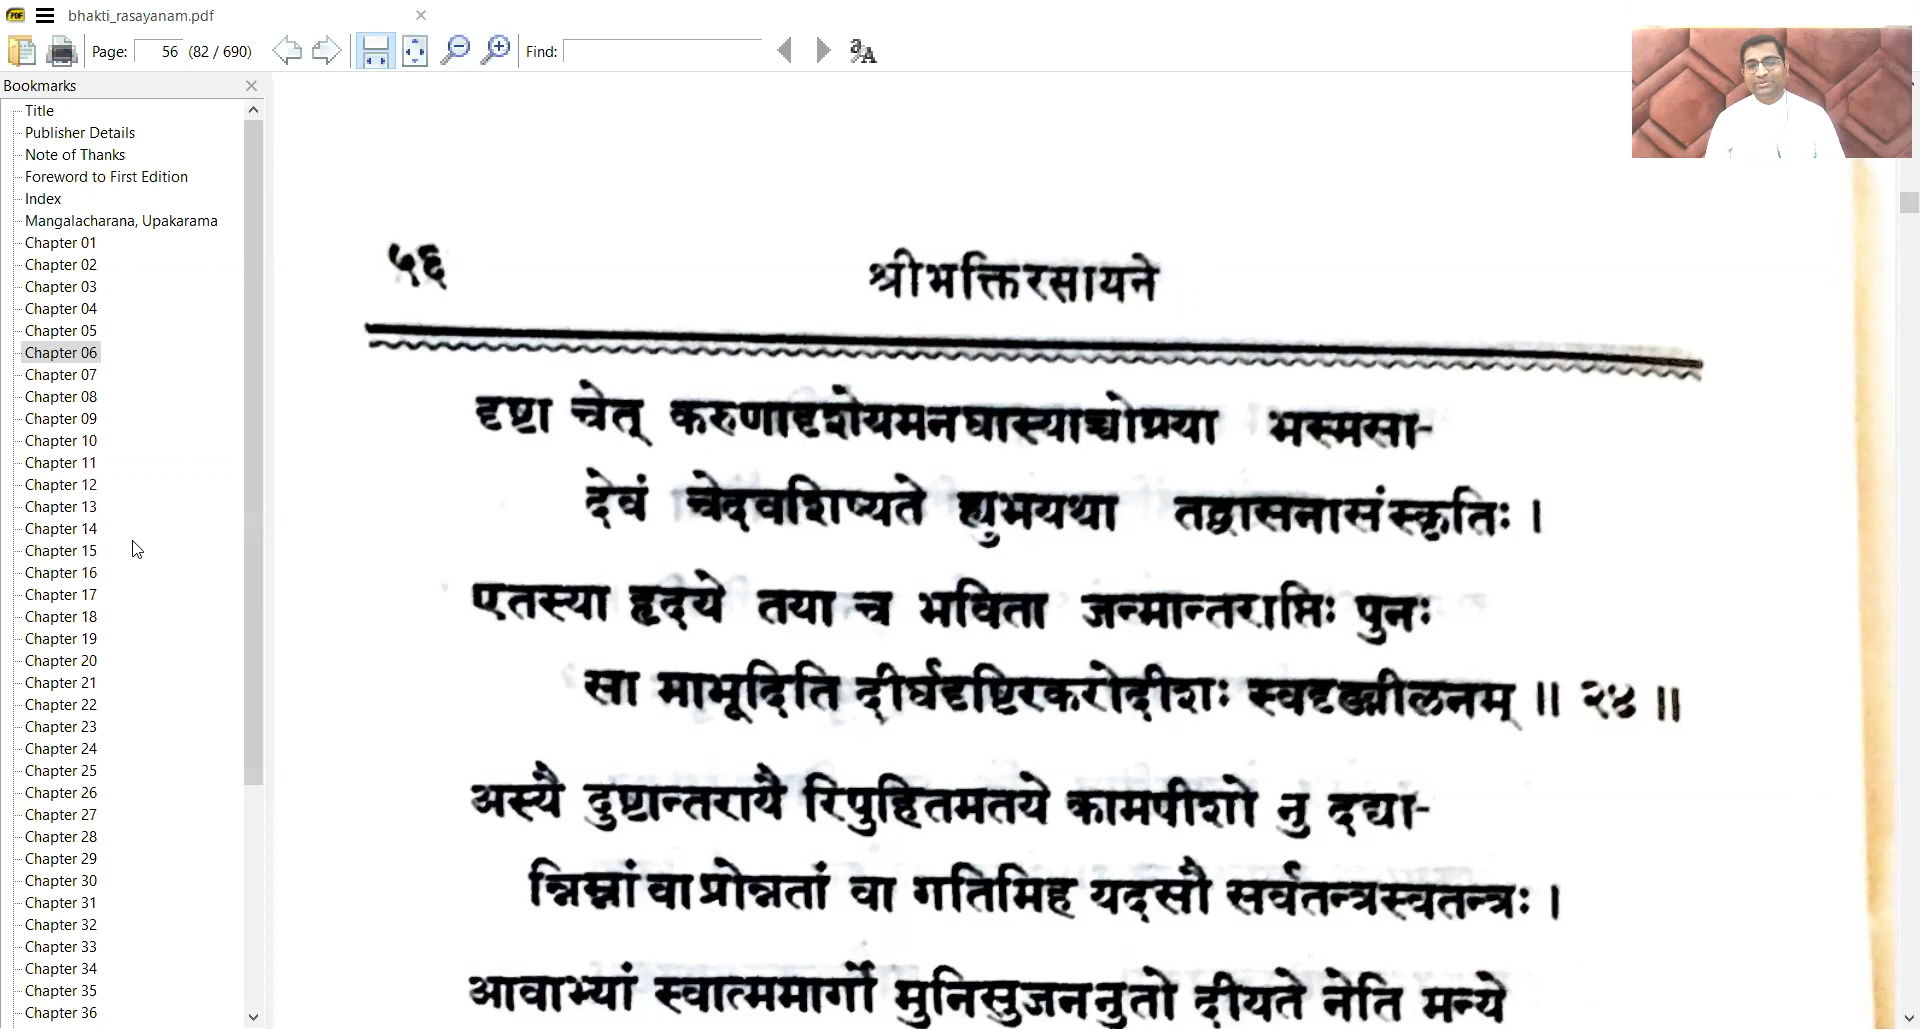 bhakti_rasayanam.pdf
Page: 56 (82 / 690) Find:
Bookmarks
Title
Publisher Details
Note of Thanks
Foreword to First Edition
Index
Mangalacharana, Upakarama
Chapter 01
Chapter 02
Chapter 03
Chapter 04
Chapter 05
Chapter 06
Chapter 07
Chapter 08
Chapter 09
Chapter 10
Chapter 11
Chapter 12
Chapter 13
Chapter 14
Chapter 15
Chapter 16
Chapter 17
Chapter 18
Chapter 19
Chapter 20
Chapter 21
Chapter 22
Chapter 23
Chapter 24
Chapter 25
Chapter 26
Chapter 27
Chapter 28
Chapter 29
Chapter 30
Chapter 31
Chapter 32
Chapter 33
Chapter 34
Chapter 35
Chapter 36
५६ श्रीभक्तिरसायने
दृष्टा चेत् करुणादृशेयमनघास्याच्चोग्रया भस्मसा-
देवं चेदवशिष्यते ह्युभयथा तद्वासनासंस्कृतिः ।
एतस्या हृदये तया च भविता जन्मान्तराप्तिः पुनः
सा माभूदिति दीर्घदृष्टिरकरोदीशः स्वदृङ्मीलनम् ॥ २४ ॥
अस्यै दुष्टान्तरायै रिपुहितमतये कामपीशो नु दद्या-
न्निम्नां वा प्रोन्नतां वा गतिमिह यदसौ सर्वतन्त्रस्वतन्त्रः ।
आवाभ्यां स्वात्ममार्गो मुनिसुजननुतो दीयते नेति मन्ये